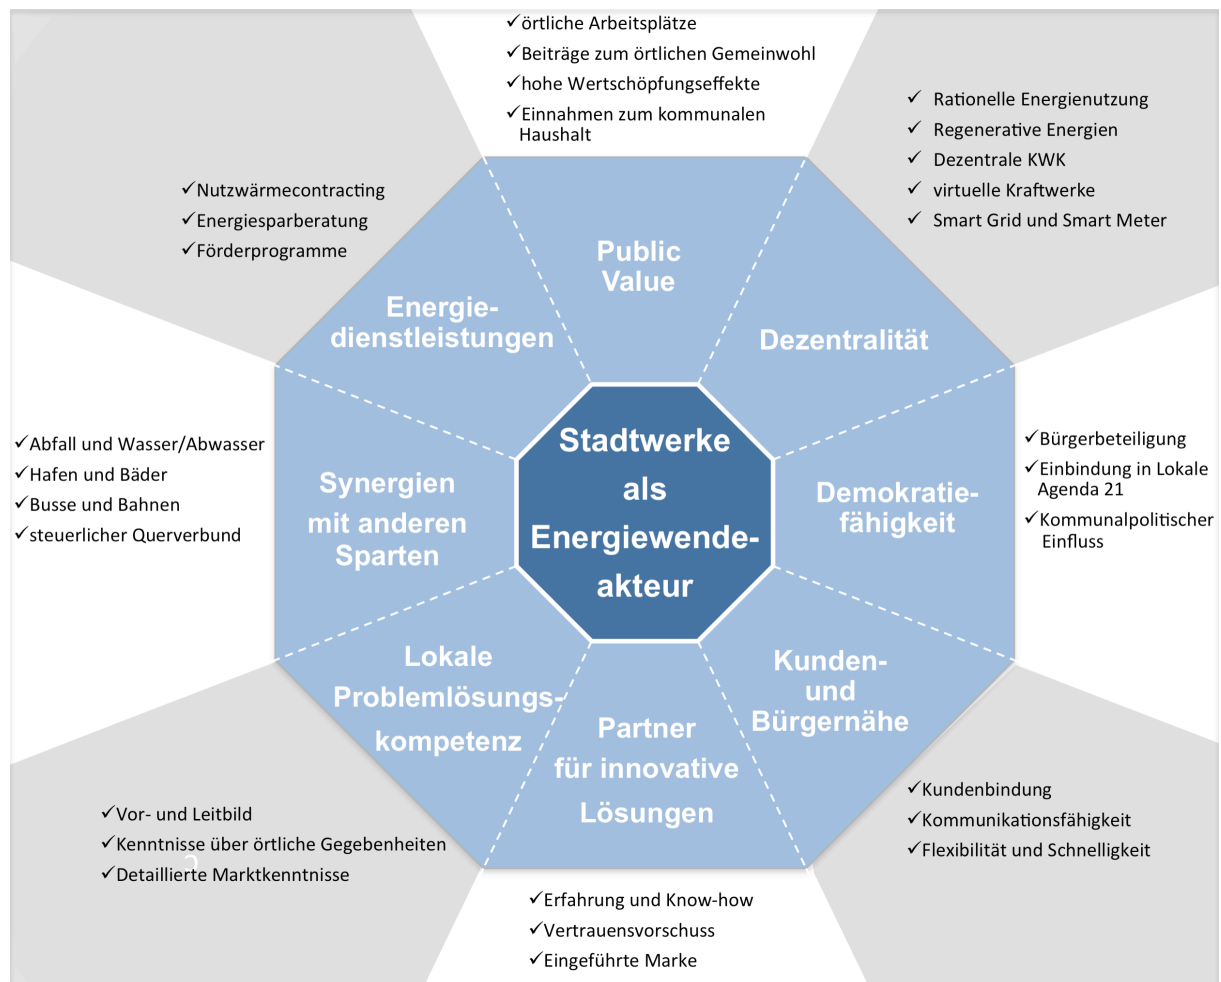 ✓örtliche Arbeitsplätze
✓Beiträge zum örtlichen Gemeinwohl
✓hohe Wertschöpfungseffekte
✓Einnahmen zum kommunalen
Haushalt
✓ Rationelle Energienutzung
✓ Regenerative Energien
✓ Dezentrale KWK
✓ virtuelle Kraftwerke
✓ Smart Grid und Smart Meter
✓Nutzwärmecontracting
✓Energiesparberatung
✓Förderprogramme
Public
Value
Energie-
dienstleistungen
Dezentralität
Stadtwerke
als
Energiewende-
akteur
✓Abfall und Wasser/Abwasser
✓Hafen und Bäder
✓Busse und Bahnen
✓steuerlicher Querverbund
Synergien
mit anderen
Sparten
Demokratie-
fähigkeit
✓Bürgerbeteiligung
✓Einbindung in Lokale
Agenda 21
✓Kommunalpolitischer
Einfluss
Lokale
Problemlösungs-
kompetenz
Partner
für innovative
Lösungen
Kunden-
und
Bürgernähe
✓Vor- und Leitbild
✓Kenntnisse über örtliche Gegebenheiten
✓Detaillierte Marktkenntnisse
✓Kundenbindung
✓Kommunikationsfähigkeit
✓Flexibilität und Schnelligkeit
✓Erfahrung und Know-how
✓Vertrauensvorschuss
✓Eingeführte Marke